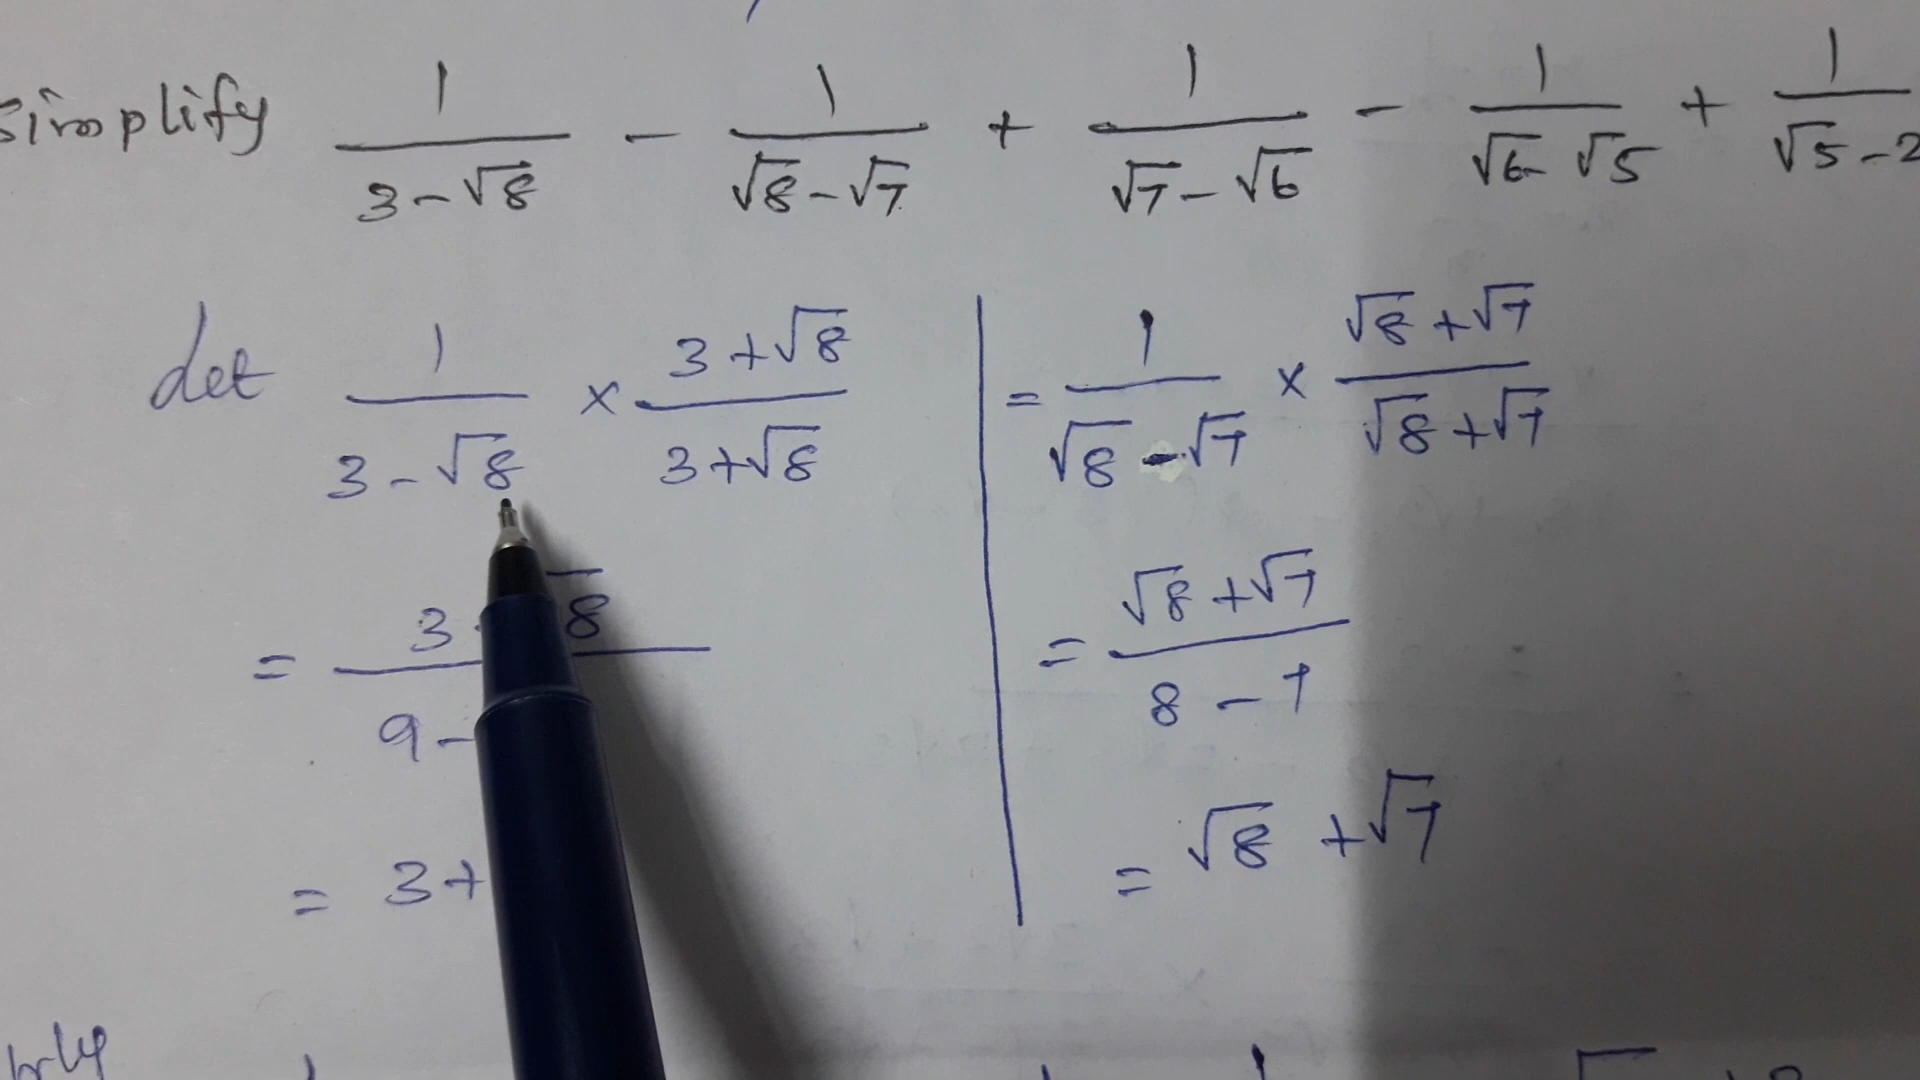 Simplify 1/(3-√8) - 1/(√8-√7) + 1/(√7-√6) - 1/(√6-√5) + 1/(√5-2
Let 1/(3-√8) × (3+√8)/(3+√8)
= 3 √8 / 9-
= 3+
= 1/(√8-√7) × (√8+√7)/(√8+√7)
= (√8+√7)/(8-7)
= √8+√7